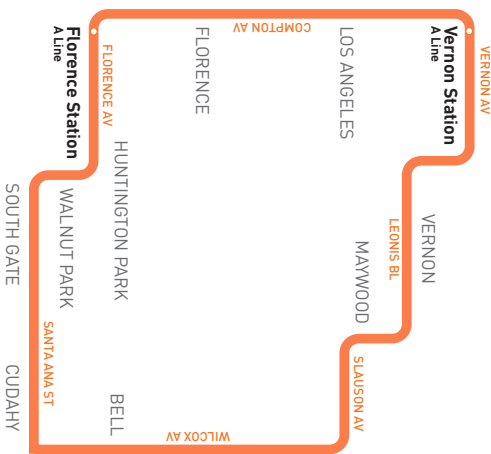 COMPTON AV
VERNON AV
Vernon Station
A Line
LOS ANGELES
FLORENCE
FLORENCE AV
Florence Station
A Line
VERNON
LEONIS BL
MAYWOOD
HUNTINGTON PARK
WALNUT PARK
SOUTH GATE
SLAUSON AV
SANTA ANA ST
BELL
CUDAHY
WILCOX AV